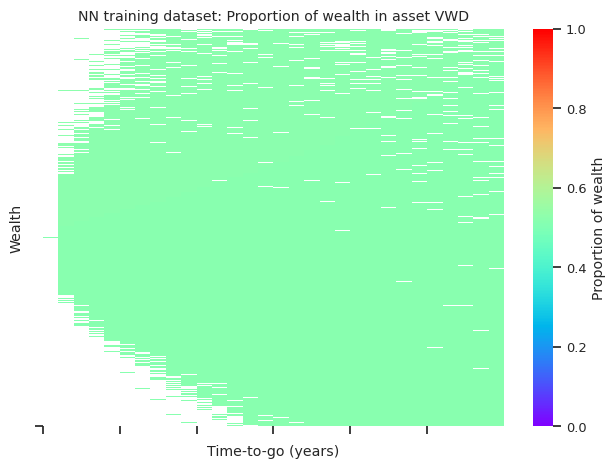 NN training dataset: Proportion of wealth in asset VWD
Wealth
Time-to-go (years)
1.0
0.8
0.6
0.4
0.2
0.0
Proportion of wealth